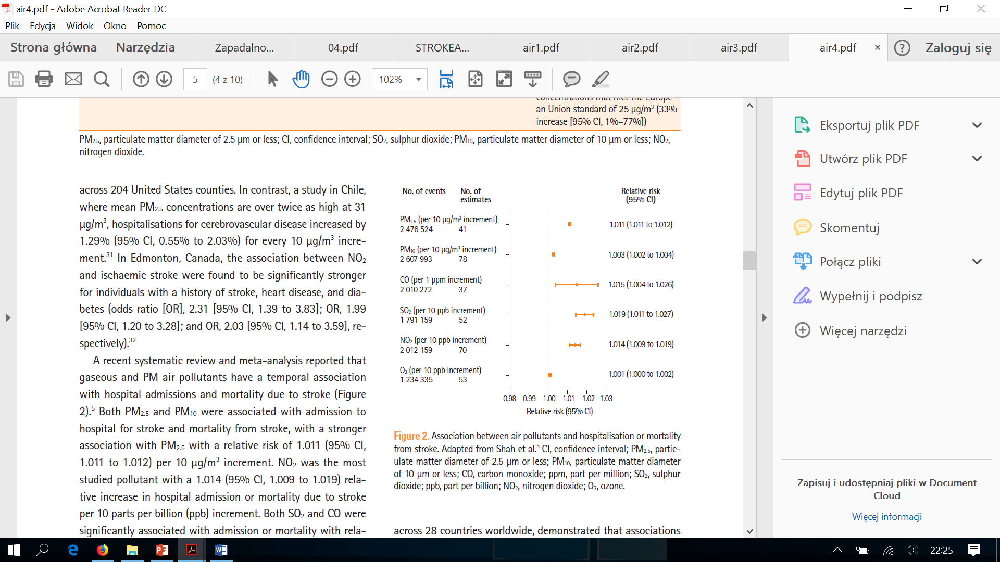 air4.pdf - Adobe Acrobat Reader DC
Plik Edycja Widok Okno Pomoc
Strona główna Narzędzia Zapadalno... 04.pdf STROKEA... air1.pdf air2.pdf air3.pdf air4.pdf × ? Zaloguj się
5 (4 z 10) 102%
concentrations that met the Europe-
an Union standard of 25 μg/m³ (33%
increase [95% CI, 1%–77%])
PM2.5, particulate matter diameter of 2.5 μm or less; CI, confidence interval; SO2, sulphur dioxide; PM10, particulate matter diameter of 10 μm or less; NO2,
nitrogen dioxide.
across 204 United States counties. In contrast, a study in Chile,
where mean PM2.5 concentrations are over twice as high at 31
μg/m³, hospitalisations for cerebrovascular disease increased by
1.29% (95% CI, 0.55% to 2.03%) for every 10 μg/m³ incre-
ment.31 In Edmonton, Canada, the association between NO2
and ischaemic stroke were found to be significantly stronger
for individuals with a history of stroke, heart disease, and dia-
betes (odds ratio [OR], 2.31 [95% CI, 1.39 to 3.83]; OR, 1.99
[95% CI, 1.20 to 3.28]; and OR, 2.03 [95% CI, 1.14 to 3.59], re-
spectively).32
A recent systematic review and meta-analysis reported that
gaseous and PM air pollutants have a temporal association
with hospital admissions and mortality due to stroke (Figure
2).5 Both PM2.5 and PM10 were associated with admission to
hospital for stroke and mortality from stroke, with a stronger
association with PM2.5 with a relative risk of 1.011 (95% CI,
1.011 to 1.012) per 10 μg/m³ increment. NO2 was the most
studied pollutant with a 1.014 (95% CI, 1.009 to 1.019) rela-
tive increase in hospital admission or mortality due to stroke
per 10 parts per billion (ppb) increment. Both SO2 and CO were
significantly associated with admission or mortality with rela-
No. of events No. of estimates Relative risk (95% CI)
PM2.5 (per 10 μg/m³ increment)
2 476 524 41 1.011 (1.011 to 1.012)
PM10 (per 10 μg/m³ increment)
2 607 993 78 1.003 (1.002 to 1.004)
CO (per 1 ppm increment)
2 010 272 37 1.015 (1.004 to 1.026)
SO2 (per 10 ppb increment)
1 791 159 52 1.019 (1.011 to 1.027)
NO2 (per 10 ppb increment)
2 012 159 70 1.014 (1.009 to 1.019)
O3 (per 10 ppb increment)
1 234 335 53 1.001 (1.000 to 1.002)
0.98 0.99 1.00 1.01 1.02 1.03
Relative risk (95% CI)
Figure 2. Association between air pollutants and hospitalisation or mortality
from stroke. Adapted from Shah et al.5 CI, confidence interval; PM2.5, partic-
ulate matter diameter of 2.5 μm or less; PM10, particulate matter diameter
of 10 μm or less; CO, carbon monoxide; ppm, part per million; SO2, sulphur
dioxide; ppb, part per billion; NO2, nitrogen dioxide; O3, ozone.
across 28 countries worldwide, demonstrated that associations
Eksportuj plik PDF
Utwórz plik PDF
Edytuj plik PDF
Skomentuj
Połącz pliki
Wypełnij i podpisz
Więcej narzędzi
Zapisuj i udostępniaj pliki w Document
Cloud
Więcej informacji
22:25